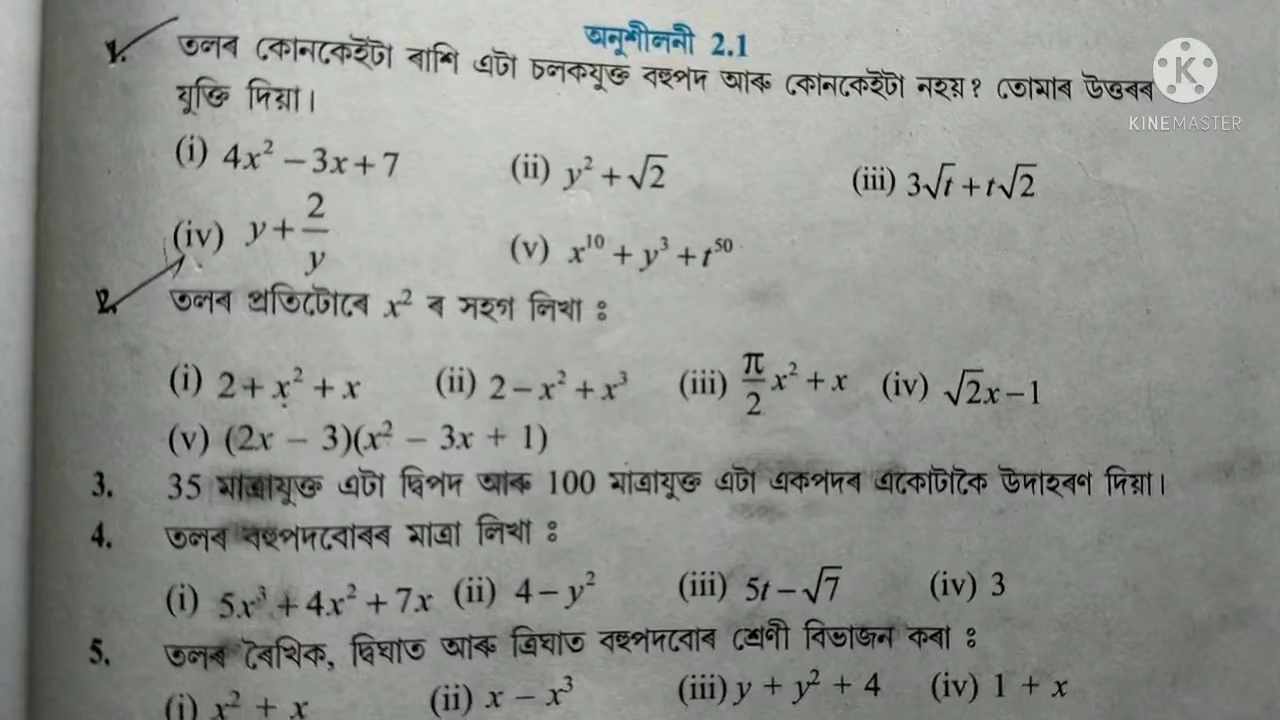 অনুশীলনী 2.1
1. তলৰ কোনকেইটা ৰাশি এটা চলকযুক্ত বহুপদ আৰু কোনকেইটা নহয়? তোমাৰ উত্তৰৰ
যুক্তি দিয়া।
(i) 4x² − 3x + 7 (ii) y² + √2 (iii) 3√t + t√2
(iv) y + 2/y (v) x¹⁰ + y³ + t⁵⁰
2. তলৰ প্ৰতিটোৰে x² ৰ সহগ লিখা :
(i) 2 + x² + x (ii) 2 − x² + x³ (iii) π/2 x² + x (iv) √2x − 1
(v) (2x − 3)(x² − 3x + 1)
3. 35 মাত্ৰাযুক্ত এটা দ্বিপদ আৰু 100 মাত্ৰাযুক্ত এটা একপদৰ একোটাকৈ উদাহৰণ দিয়া।
4. তলৰ বহুপদবোৰৰ মাত্ৰা লিখা :
(i) 5x³ + 4x² + 7x (ii) 4 − y² (iii) 5t − √7 (iv) 3
5. তলৰ ৰৈখিক, দ্বিঘাত আৰু ত্ৰিঘাত বহুপদবোৰ শ্ৰেণী বিভাজন কৰা :
(i) x² + x (ii) x − x³ (iii) y + y² + 4 (iv) 1 + x
K
KINEMASTER